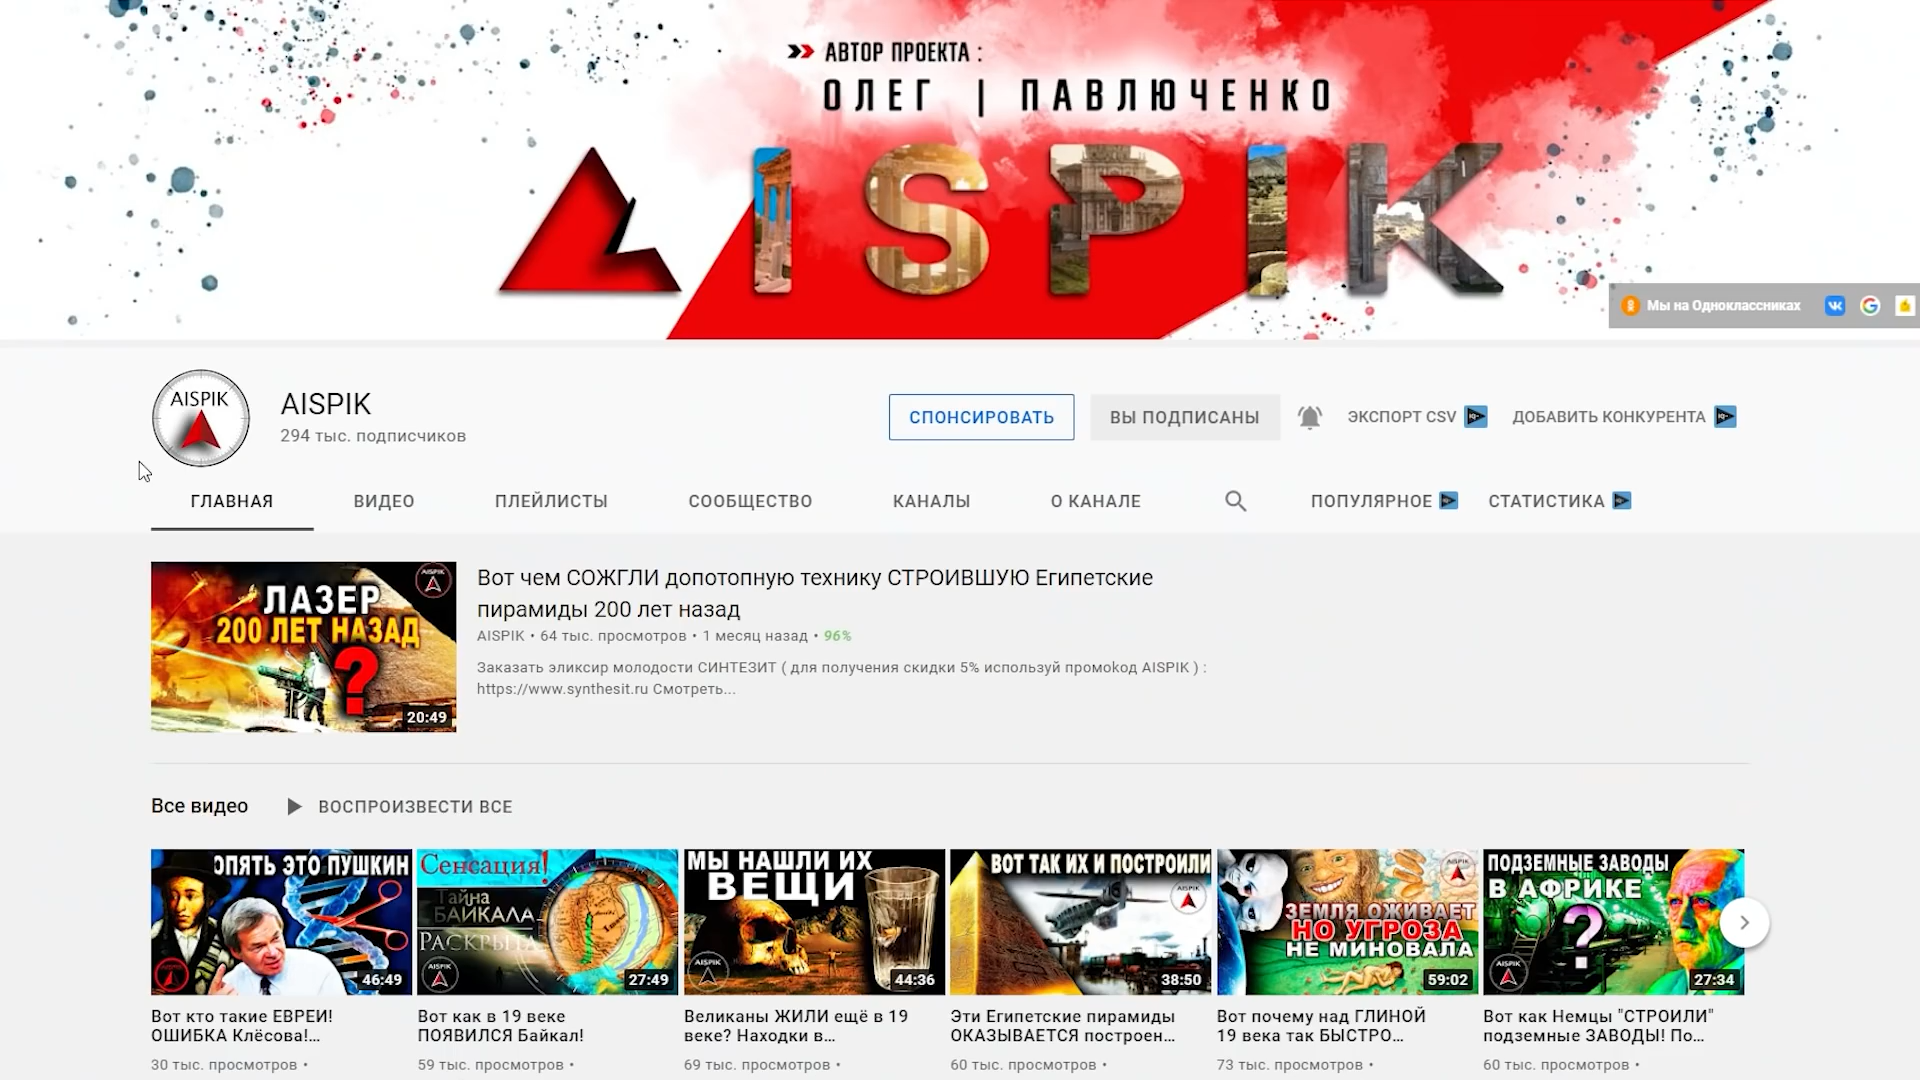 АВТОР ПРОЕКТА :
ОЛЕГ | ПАВЛЮЧЕНКО
AISPIK
Мы на Одноклассниках
AISPIK
AISPIK
294 тыс. подписчиков
СПОНСИРОВАТЬ
ВЫ ПОДПИСАНЫ
ЭКСПОРТ CSV
ДОБАВИТЬ КОНКУРЕНТА
ГЛАВНАЯ
ВИДЕО
ПЛЕЙЛИСТЫ
СООБЩЕСТВО
КАНАЛЫ
О КАНАЛЕ
ПОПУЛЯРНОЕ
СТАТИСТИКА
AISPIK
ЛАЗЕР
200 ЛЕТ НАЗАД
?
20:49
Вот чем СОЖГЛИ допотопную технику СТРОИВШУЮ Египетские
пирамиды 200 лет назад
AISPIK • 64 тыс. просмотров • 1 месяц назад • 96%
Заказать эликсир молодости СИНТЕЗИТ ( для получения скидки 5% используй промокод AISPIK ) :
https://www.synthesit.ru Смотреть...
Все видео
ВОСПРОИЗВЕСТИ ВСЕ
ОПЯТЬ ЭТО ПУШКИН
46:49
Вот кто такие ЕВРЕИ!
ОШИБКА Клёсова!...
30 тыс. просмотров •
Сенсация!
Тайна
БАЙКАЛА
РАСКРЫТА
AISPIK
27:49
Вот как в 19 веке
ПОЯВИЛСЯ Байкал!
59 тыс. просмотров •
МЫ НАШЛИ ИХ
ВЕЩИ
AISPIK
44:36
Великаны ЖИЛИ ещё в 19
веке? Находки в...
69 тыс. просмотров •
ВОТ ТАК ИХ И ПОСТРОИЛИ
AISPIK
38:50
Эти Египетские пирамиды
ОКАЗЫВАЕТСЯ построен...
60 тыс. просмотров •
AISPIK
ЗЕМЛЯ ОЖИВАЕТ
НО УГРОЗА
НЕ МИНОВАЛА
59:02
Вот почему над ГЛИНОЙ
19 века так БЫСТРО...
73 тыс. просмотров •
ПОДЗЕМНЫЕ ЗАВОДЫ
В АФРИКЕ
?
AISPIK
27:34
Вот как Немцы "СТРОИЛИ"
подземные ЗАВОДЫ! По...
60 тыс. просмотров •